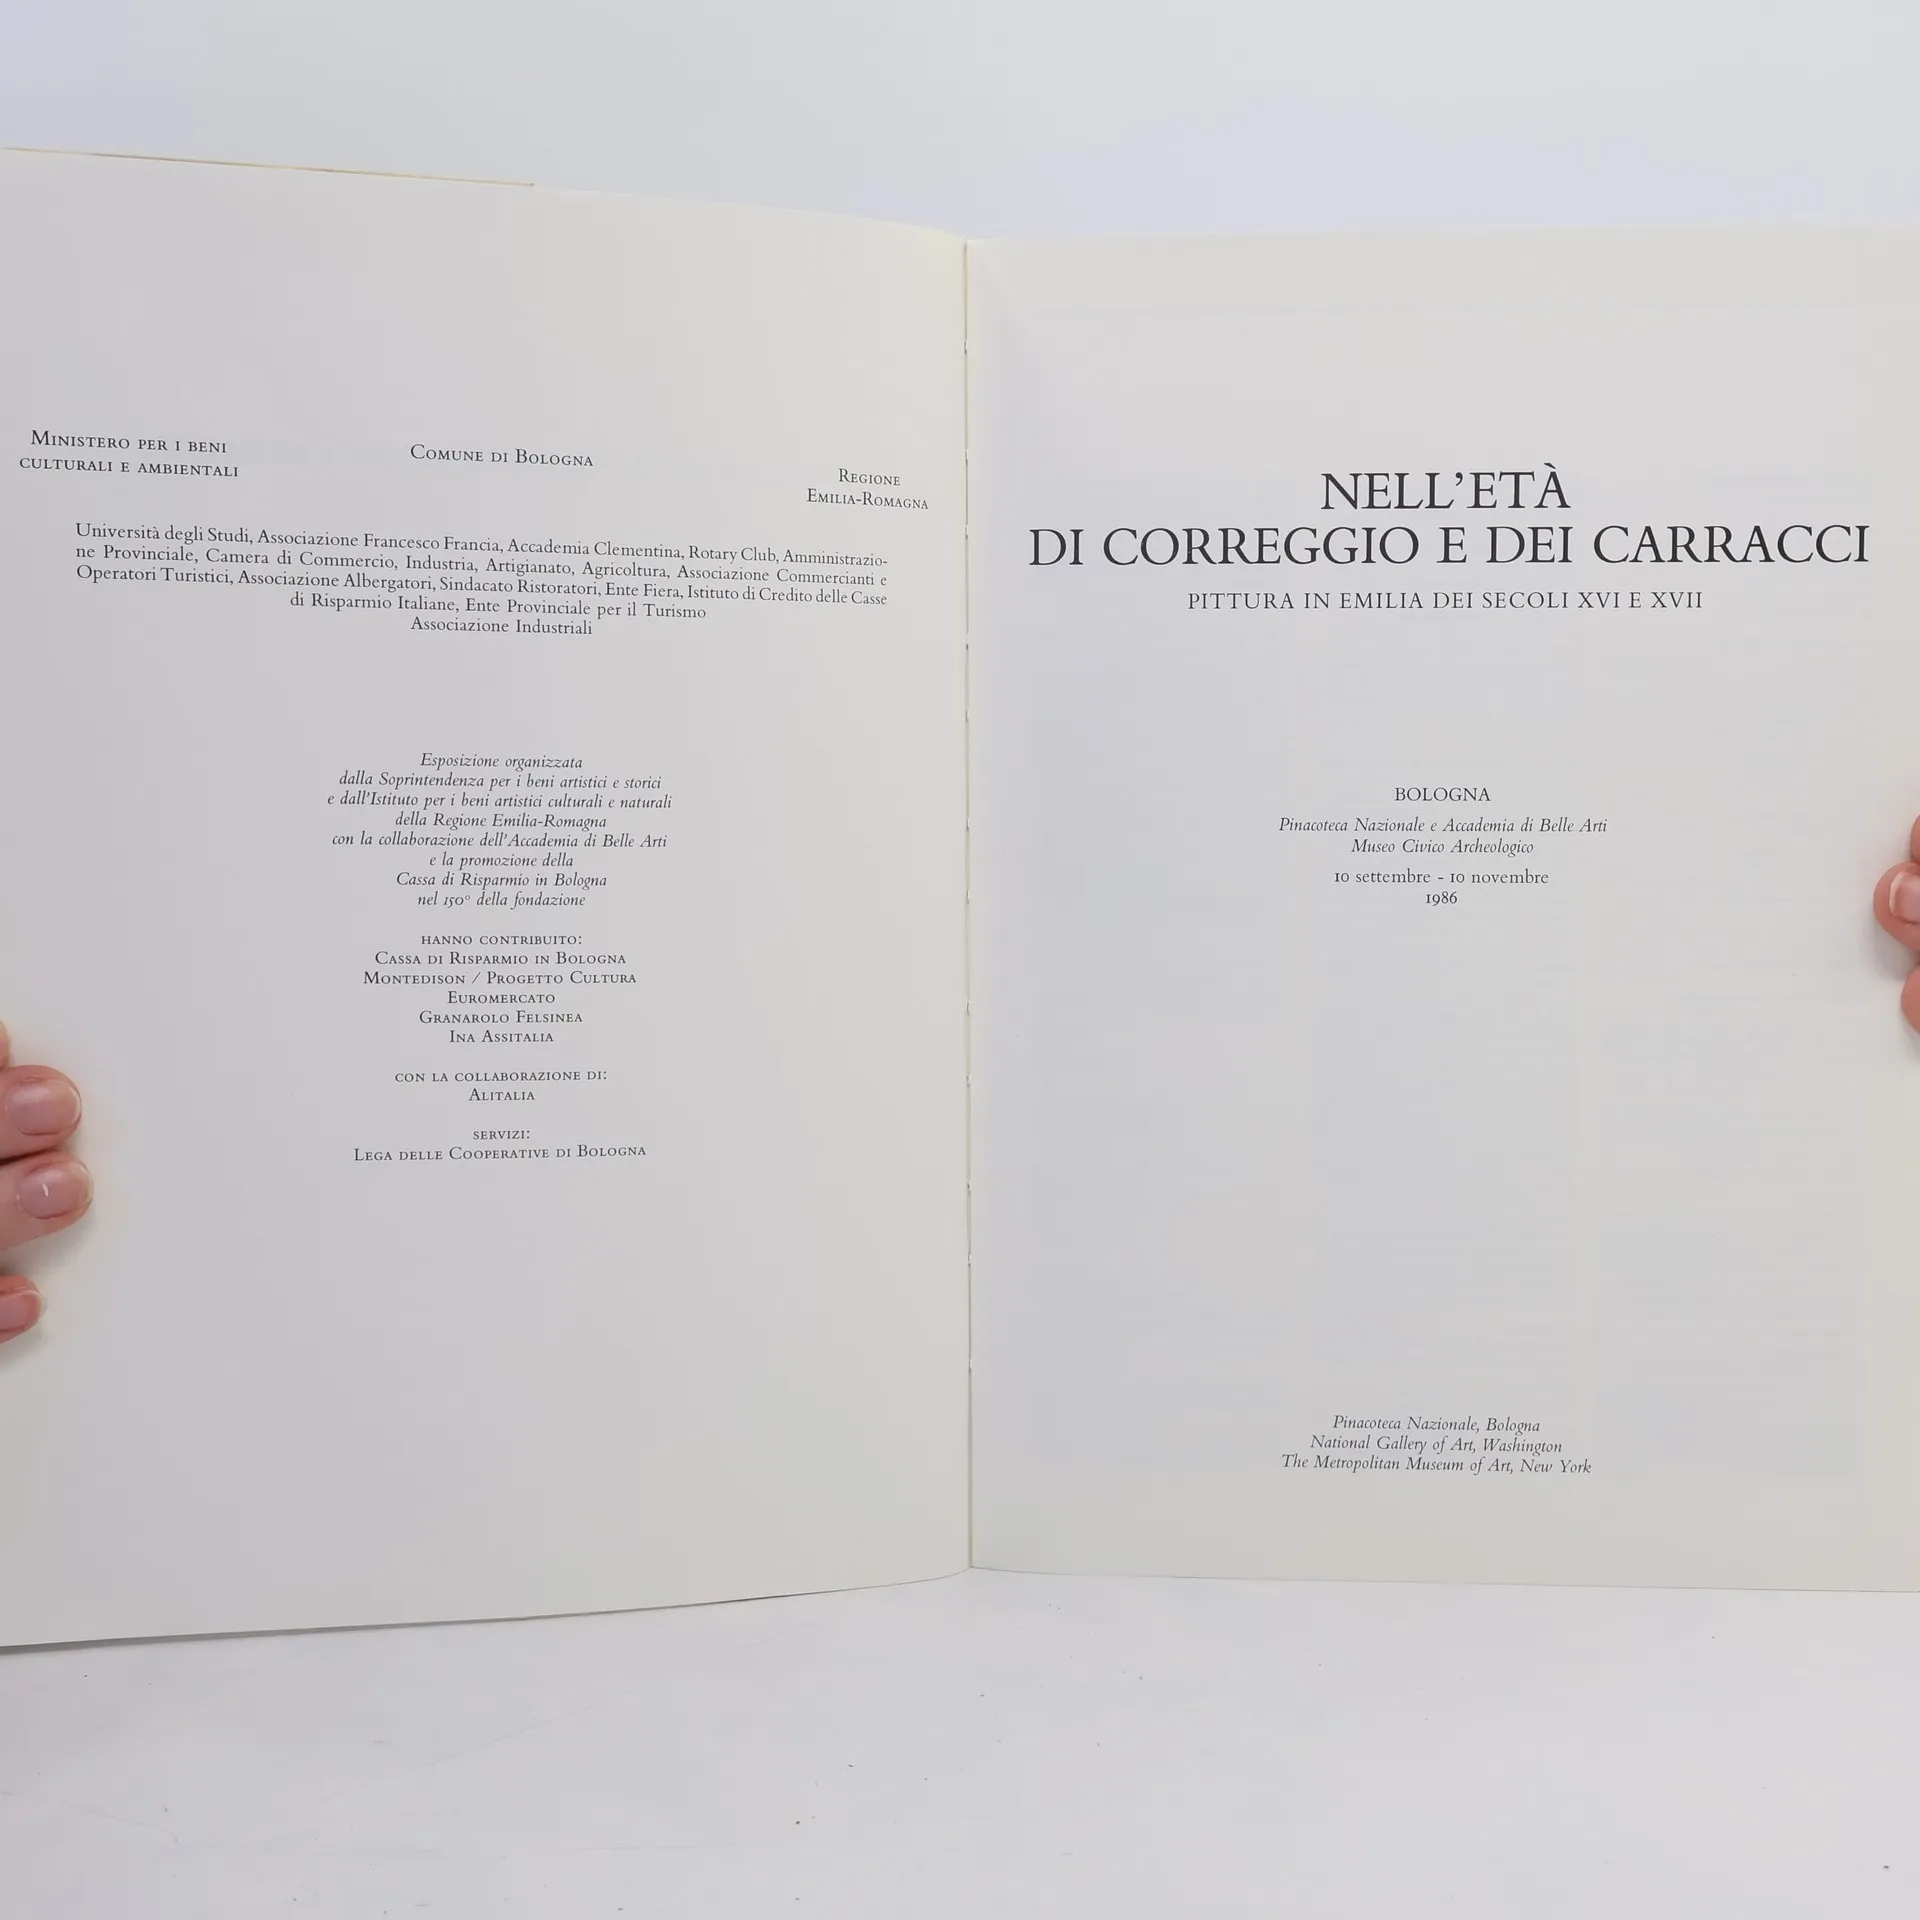 Ministero per i beni
culturali e ambientali
Comune di Bologna
Regione
Emilia-Romagna
Università degli Studi, Associazione Francesco Francia, Accademia Clementina, Rotary Club, Amministrazio-
ne Provinciale, Camera di Commercio, Industria, Artigianato, Agricoltura, Associazione Commercianti e
Operatori Turistici, Associazione Albergatori, Sindacato Ristoratori, Ente Fiera, Istituto di Credito delle Casse
di Risparmio Italiane, Ente Provinciale per il Turismo
Associazione Industriali
Esposizione organizzata
dalla Soprintendenza per i beni artistici e storici
e dall'Istituto per i beni artistici culturali e naturali
della Regione Emilia-Romagna
con la collaborazione dell'Accademia di Belle Arti
e la promozione della
Cassa di Risparmio in Bologna
nel 150° della fondazione
hanno contribuito:
Cassa di Risparmio in Bologna
Montedison / Progetto Cultura
Euromercato
Granarolo Felsinea
Ina Assitalia
con la collaborazione di:
Alitalia
servizi:
Lega delle Cooperative di Bologna
NELL'ETÀ
DI CORREGGIO E DEI CARRACCI
PITTURA IN EMILIA DEI SECOLI XVI E XVII
BOLOGNA
Pinacoteca Nazionale e Accademia di Belle Arti
Museo Civico Archeologico
10 settembre - 10 novembre
1986
Pinacoteca Nazionale, Bologna
National Gallery of Art, Washington
The Metropolitan Museum of Art, New York